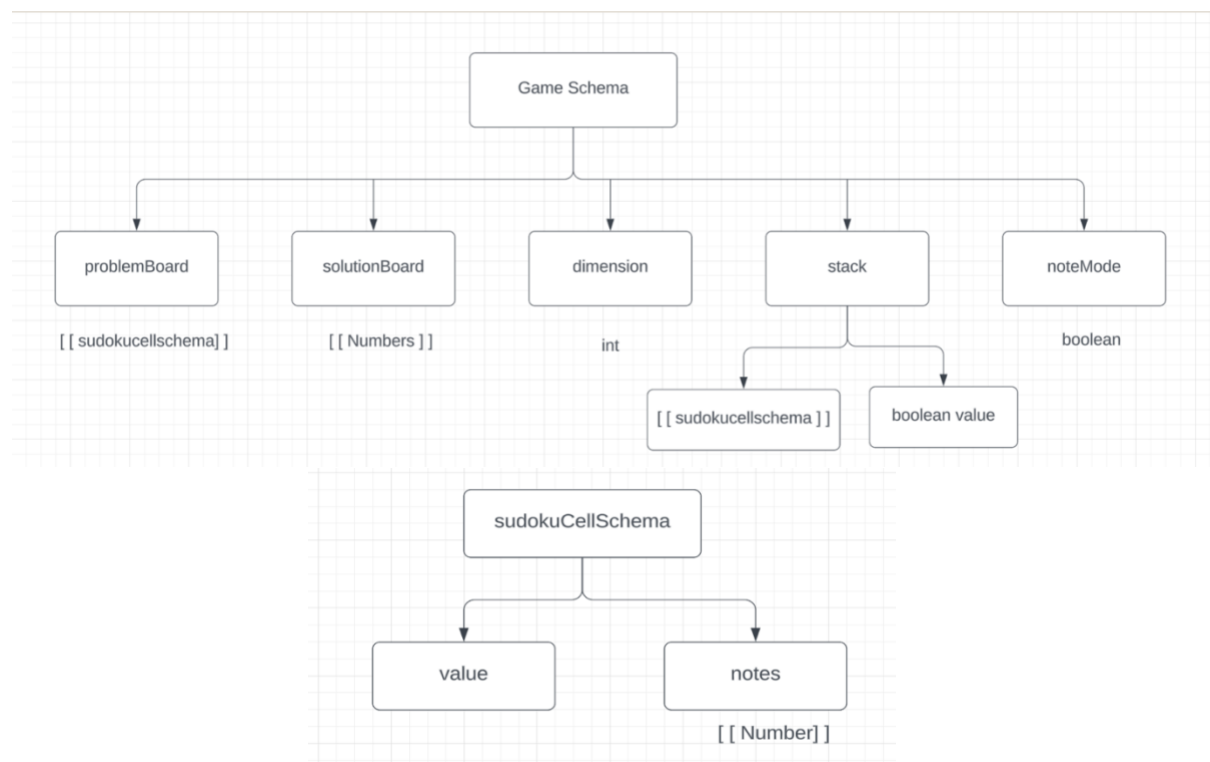 Game Schema
problemBoard
solutionBoard
dimension
stack
noteMode
[ [ sudokucellschema] ]
[ [ Numbers ] ]
int
boolean
[ [ sudokucellschema ] ]
boolean value
sudokuCellSchema
value
notes
[ [ Number] ]